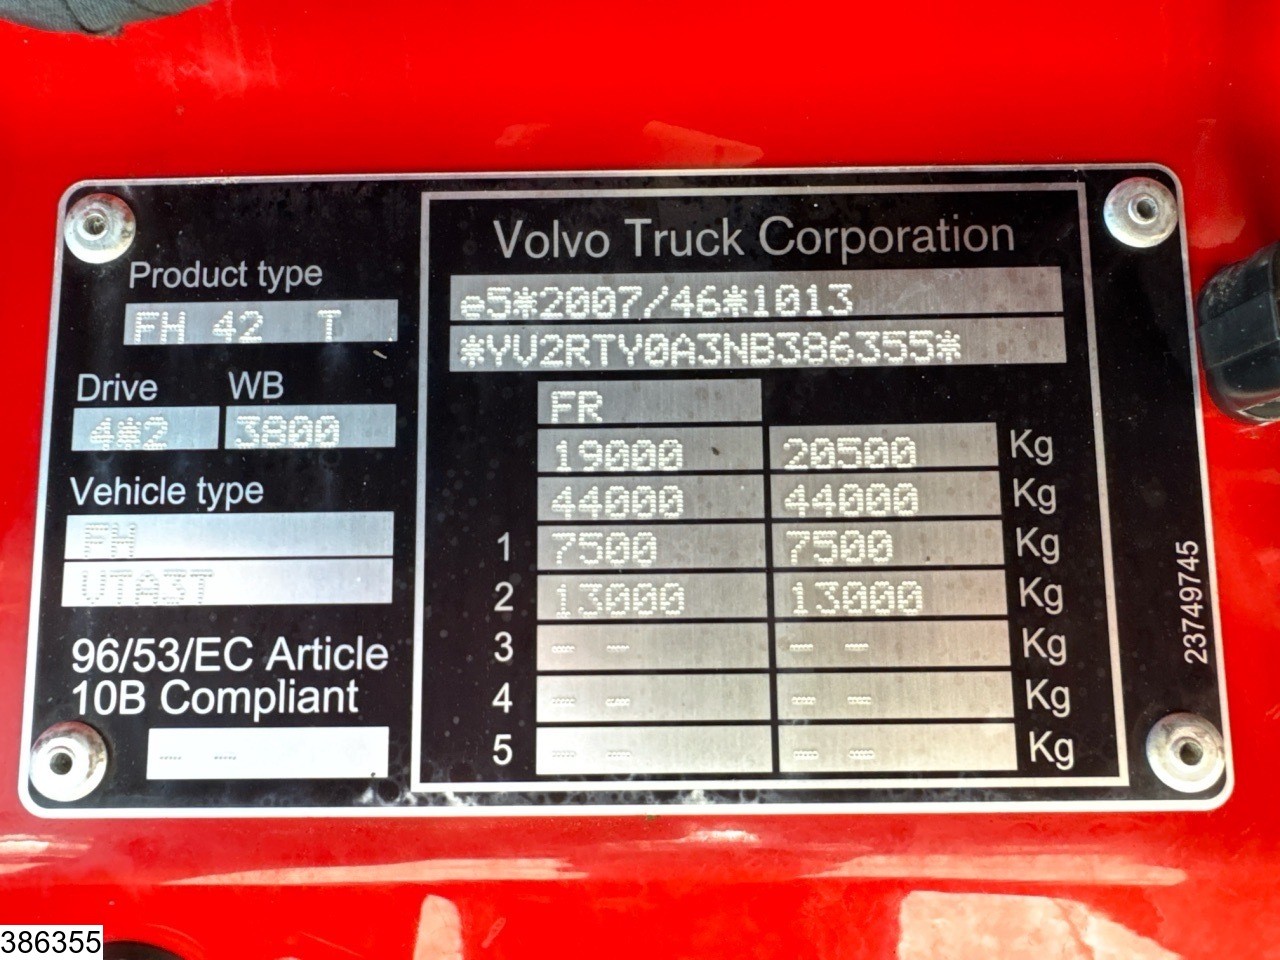 Volvo Truck Corporation
Product type
FH 42 T
e5*2007/46*1013
*YV2RTY0A3NB386355*
Drive WB
4*2 3800
FR
19000 20500 Kg
44000 44000 Kg
Vehicle type
FH
VTA3T
1 7500 7500 Kg
2 13000 13000 Kg
3 --- -- --- -- Kg
4 --- -- --- -- Kg
5 --- -- --- -- Kg
96/53/EC Article
10B Compliant
--- --
23749745
386355